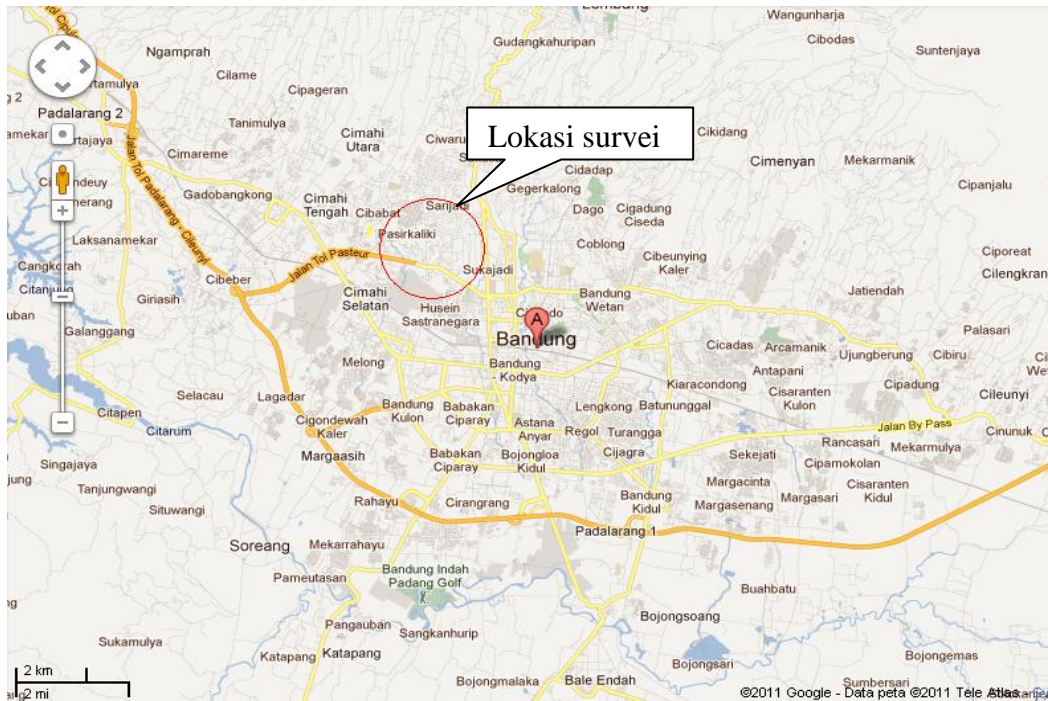 Lembang
Wangunharja
Cibodas
Gudangkahuripan
Suntenjaya
Ngamprah
Cilame
Cipageran
Padalarang 2
Tanimulya
Cimahi
Utara
Lokasi survei
Cikidang
Cimareme
Cimenyan
Mekarmanik
Cidadap
Gadobangkong
Gegerkalong
Cipanjalu
Cimahi
Tengah
Cibabat
Sarijadi
Dago
Cigadung
Ciseda
Pasirkaliki
Laksanamekar
Jalan Tol Padalarang - Cileunyi
Jalan Tol Pasteur
Coblong
Cibeunying
Kaler
Ciporeat
Cilengkran
Sukajadi
Cibeber
Cimahi
Selatan
Giriasih
Husein
Sastranegara
Bandung
Wetan
Jatiendah
Galanggang
A
Bandung
Palasari
Cicadas
Arcamanik
Ujungberung
Cibiru
Melong
Bandung
- Kodya
Antapani
Kiaracondong
Cisaranten
Kulon
Cipadung
Cileunyi
Selacau
Lagadar
Citapen
Citarum
Cigondewah
Kaler
Bandung
Kulon
Babakan
Ciparay
Lengkong
Batununggal
Astana
Anyar
Regol
Turangga
Jalan By Pass
Cinunuk
Margaasih
Babakan
Ciparay
Bojongloa
Kidul
Cijagra
Sekejati
Rancasari
Mekarmulya
Cipamokolan
Singajaya
Tanjungwangi
Situwangi
Rahayu
Cirangrang
Bandung
Kidul
Margacinta
Margasenang
Margasari
Cisaranten
Kidul
Padalarang 1
Soreang
Mekarrahayu
Pameutasan
Bandung Indah
Padang Golf
Buahbatu
Pangauban
Sangkanhurip
Bojongsoang
Sukamulya
Katapang
Katapang
Bojongsari
Bojongemas
Bojongmalaka
Bale Endah
Sumbersari
2 km
2 mi
©2011 Google - Data peta ©2011 Tele Atlas